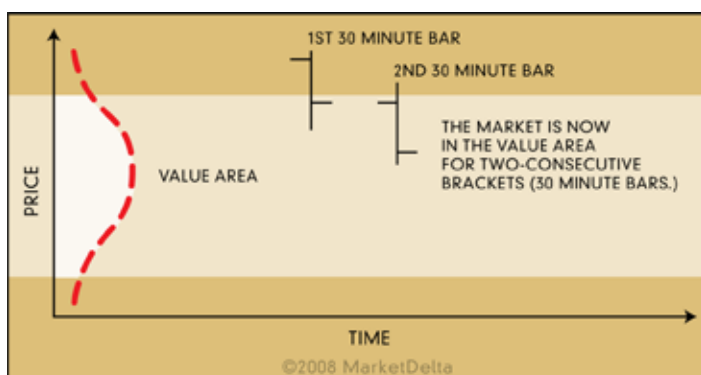 1ST 30 MINUTE BAR
2ND 30 MINUTE BAR
THE MARKET IS NOW
IN THE VALUE AREA
FOR TWO-CONSECUTIVE
BRACKETS (30 MINUTE BARS.)
VALUE AREA
PRICE
TIME
©2008 MarketDelta